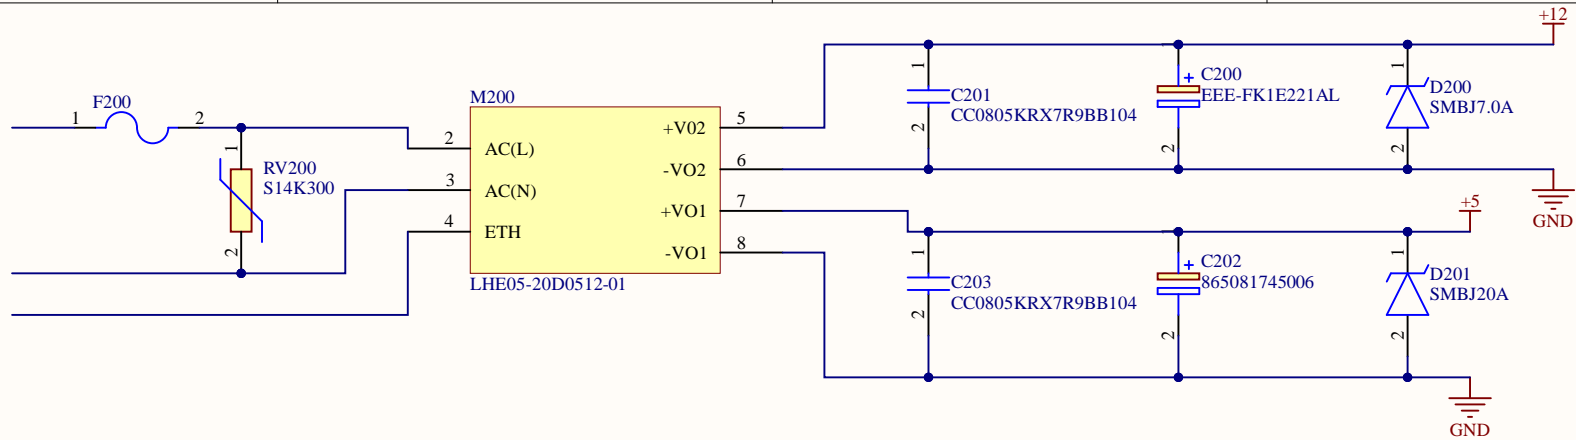 +12
F200
1
2
1
2
RV200
S14K300
M200
2
AC(L)
3
AC(N)
4
ETH
+V02
5
-VO2
6
+VO1
7
-VO1
8
LHE05-20D0512-01
1
C201
CC0805KRX7R9BB104
2
+
C200
EEE-FK1E221AL
2
1
D200
SMBJ7.0A
2
GND
+5
1
C203
CC0805KRX7R9BB104
2
+
C202
865081745006
2
1
D201
SMBJ20A
2
GND